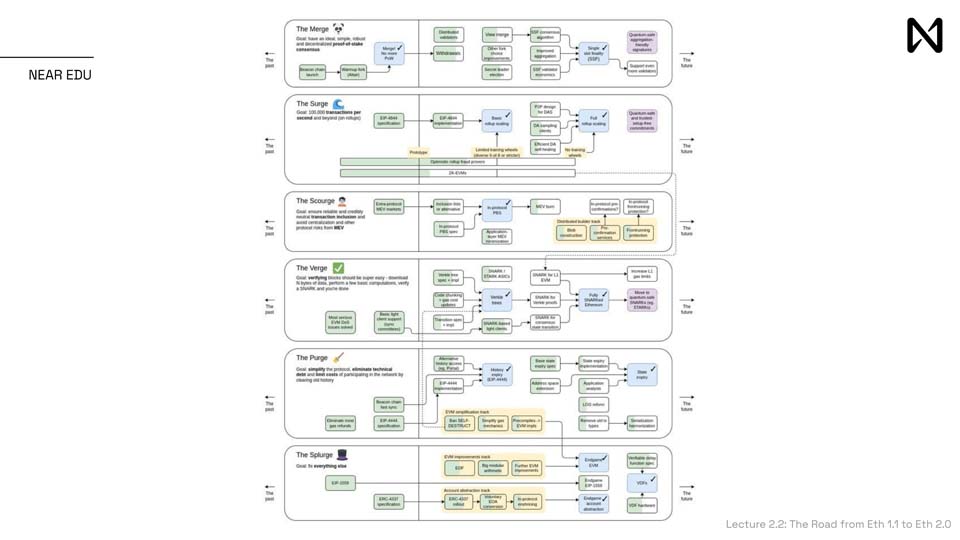 NEAR EDU
The Merge
Goal: have an ideal, simple, robust
and decentralized proof-of-stake
consensus
The
past
Beacon chain
launch
Warmup fork
(Altair)
Merge!
No more
PoW
Distributed
validators
Withdrawals
View merge
Other fork
choice
improvements
Secret leader
election
SSF consensus
algorithm
Improved
aggregation
SSF validator
economics
Single
slot finality
(SSF)
Quantum-safe
aggregation-
friendly
signatures
Support even
more validators
The
future
The Surge
Goal: 100,000 transactions per
second and beyond (on rollups)
The
past
EIP-4844
specification
EIP-4844
implementation
Basic
rollup scaling
P2P design
for DAS
DA sampling
clients
Efficient DA
self-healing
Full
rollup scaling
Quantum-safe
and trusted-
setup-free
commitments
Prototype
Limited training wheels
(diverse 6 of 8 or stricter)
No training
wheels
Optimistic rollup fraud provers
ZK-EVMs
The
future
The Scourge
Goal: ensure reliable and credibly
neutral transaction inclusion and
avoid centralization and other
protocol risks from MEV
The
past
Extra-protocol
MEV markets
Inclusion lists
or alternative
In-protocol
PBS spec
In-protocol
PBS
Application-
layer MEV
minimization
MEV burn
In-protocol pre-
confirmations?
In-protocol
frontrunning
protection?
Distributed builder track
Blob
construction
Pre-
confirmation
services
Frontrunning
protection
The
future
The Verge
Goal: verifying blocks should be super easy - download
N bytes of data, perform a few basic computations, verify
a SNARK and you're done
The
past
Most serious
EVM DoS
issues solved
Basic light
client support
(sync
committees)
Verkle tree
spec + impl
Code chunking
+ gas cost
updates
Transition spec
+ impl
SNARK /
STARK ASICs
Verkle
trees
SNARK-based
light clients
SNARK for L1
EVM
SNARK for
Verkle proofs
SNARK for
consensus
state transition
Fully
SNARKed
Ethereum
Increase L1
gas limits
Move to
quantum-safe
SNARKs (eg.
STARKs)
The
future
The Purge
Goal: simplify the protocol, eliminate technical
debt and limit costs of participating in the network by
clearing old history
The
past
Eliminate most
gas refunds
Beacon chain
fast sync
EIP-4444
specification
Alternative
history access
(eg. Portal)
EIP-4444
implementation
History
expiry
(EIP-4444)
Base state
expiry spec
Address space
extension
State expiry
implementation
Application
analysis
LOG reform
Remove old tx
types
State
expiry
Serialization
harmonization
EVM simplification track
Ban SELF-
DESTRUCT
Simplify gas
mechanics
Precompiles ->
EVM impls
The
future
The Splurge
Goal: fix everything else
The
past
EIP-1559
ERC-4337
specification
EVM improvements track
EOF
Big modular
arithmetic
Further EVM
improvements
Account abstraction track
ERC-4337
rollout
Voluntary
EOA
conversion
In-protocol
enshrining
Endgame
EVM
Endgame
EIP-1559
Endgame
account
abstraction
Verifiable delay
function spec
VDFs
VDF hardware
The
future
Lecture 2.2: The Road from Eth 1.1 to Eth 2.0